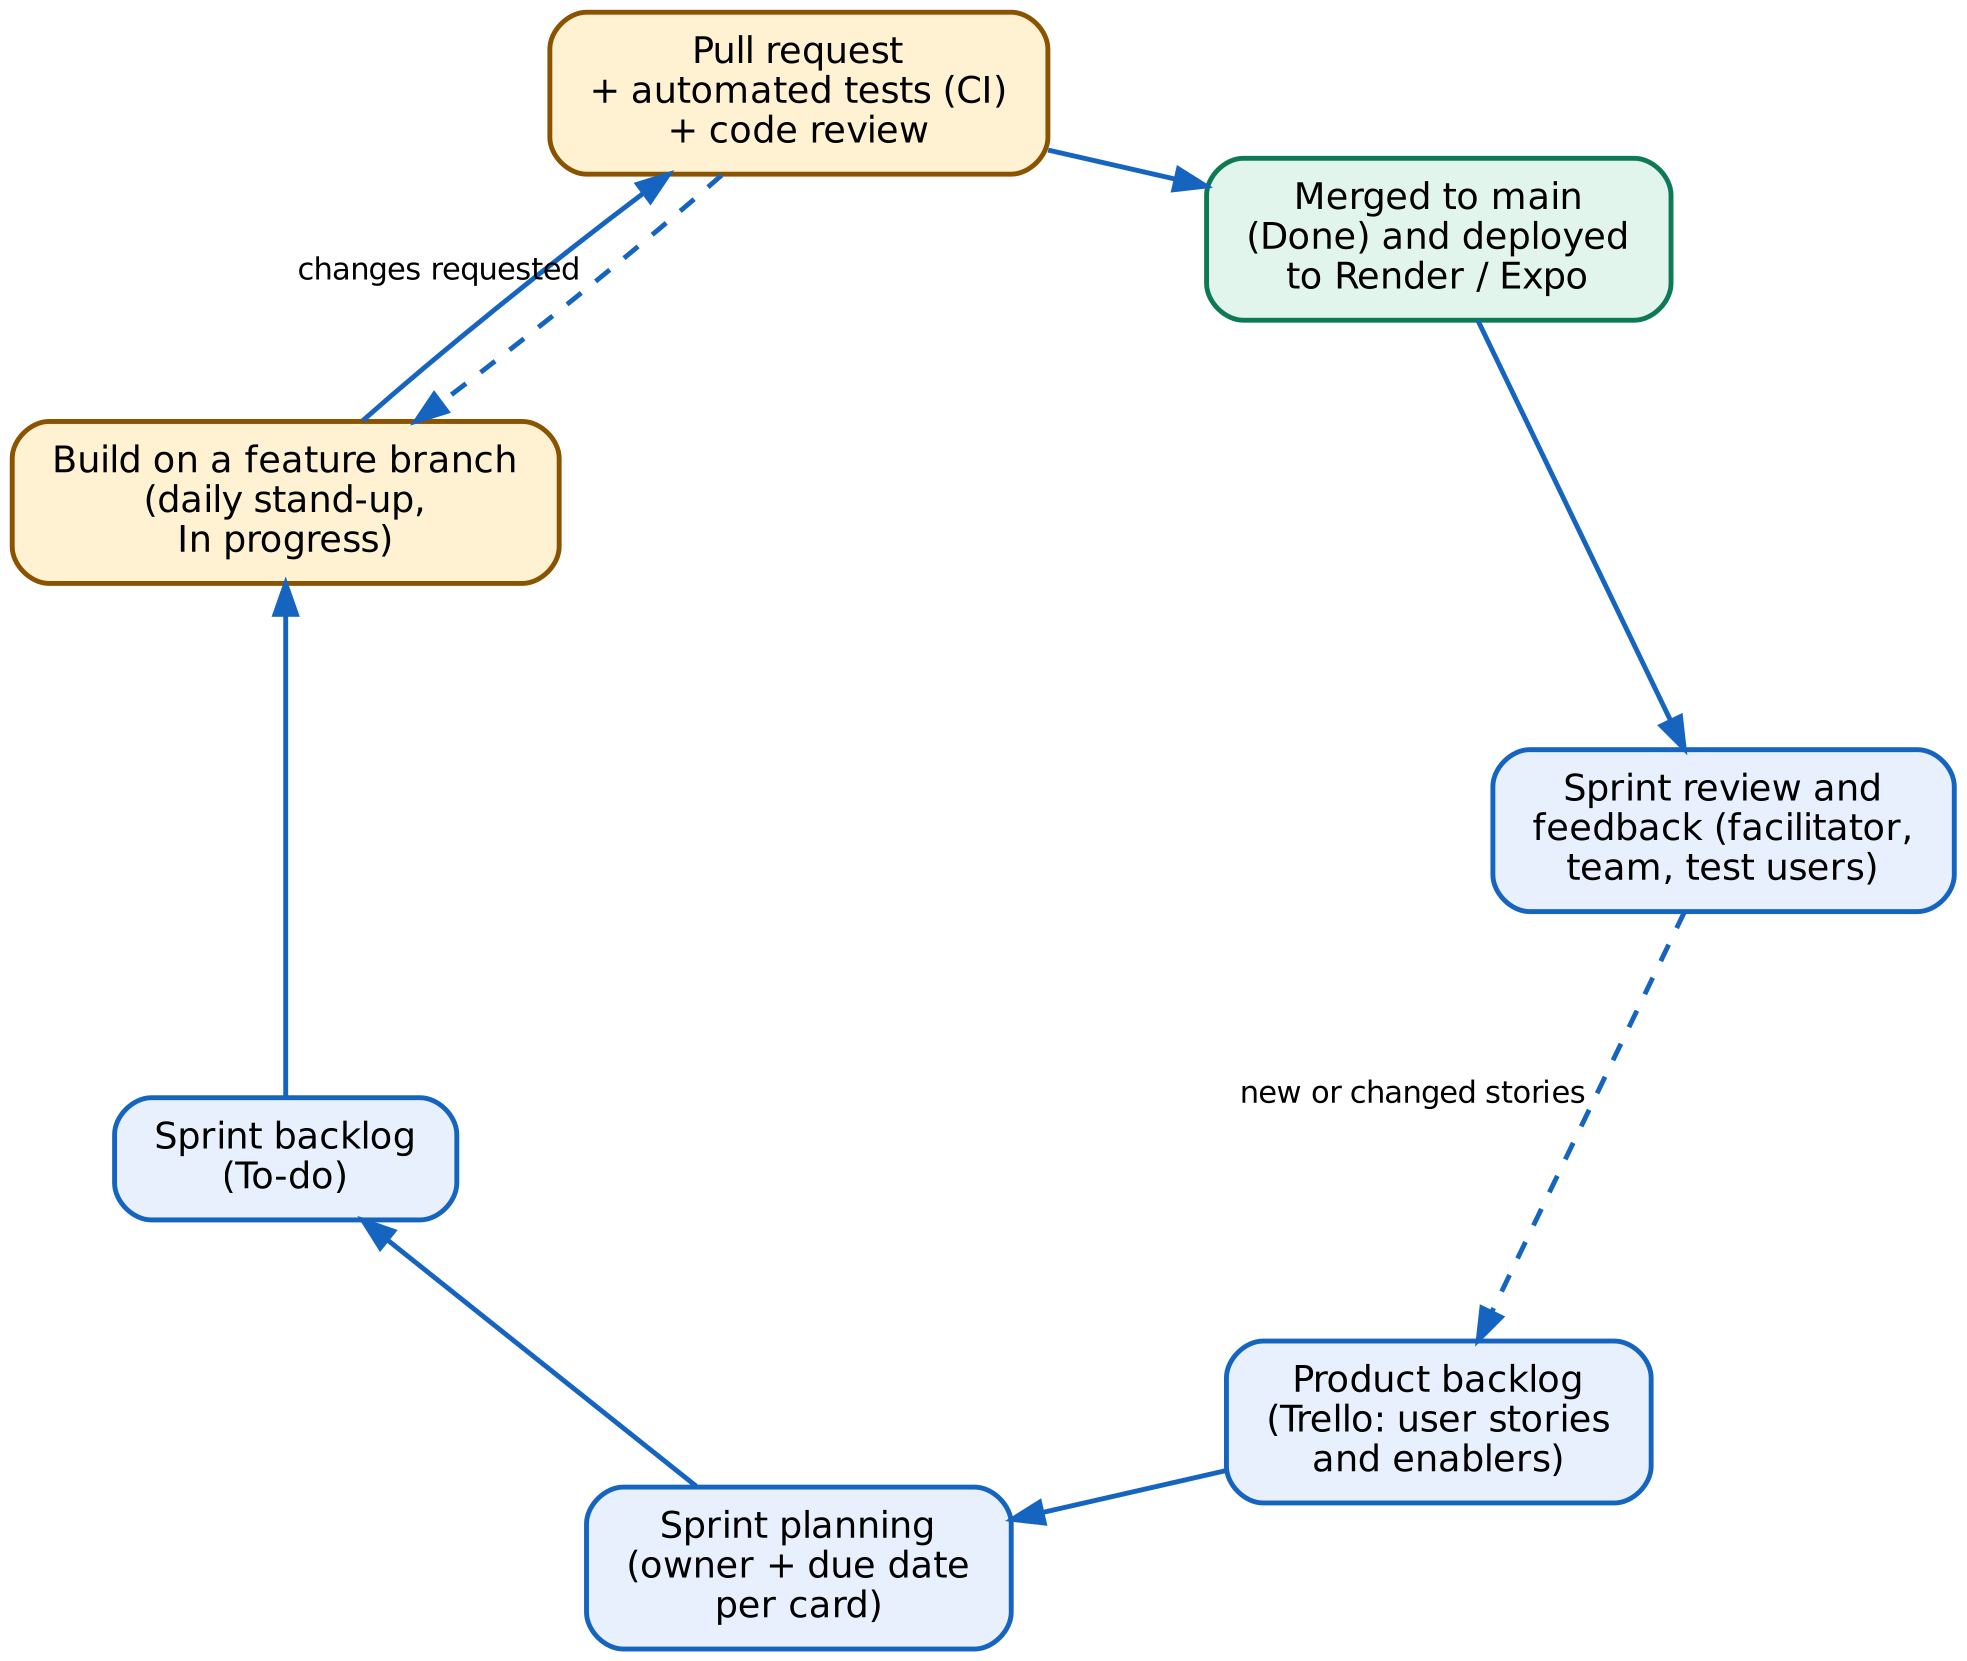 Pull request
+ automated tests (CI)
+ code review
Merged to main
(Done) and deployed
to Render / Expo
changes requested
Build on a feature branch
(daily stand-up,
In progress)
Sprint review and
feedback (facilitator,
team, test users)
new or changed stories
Sprint backlog
(To-do)
Product backlog
(Trello: user stories
and enablers)
Sprint planning
(owner + due date
per card)